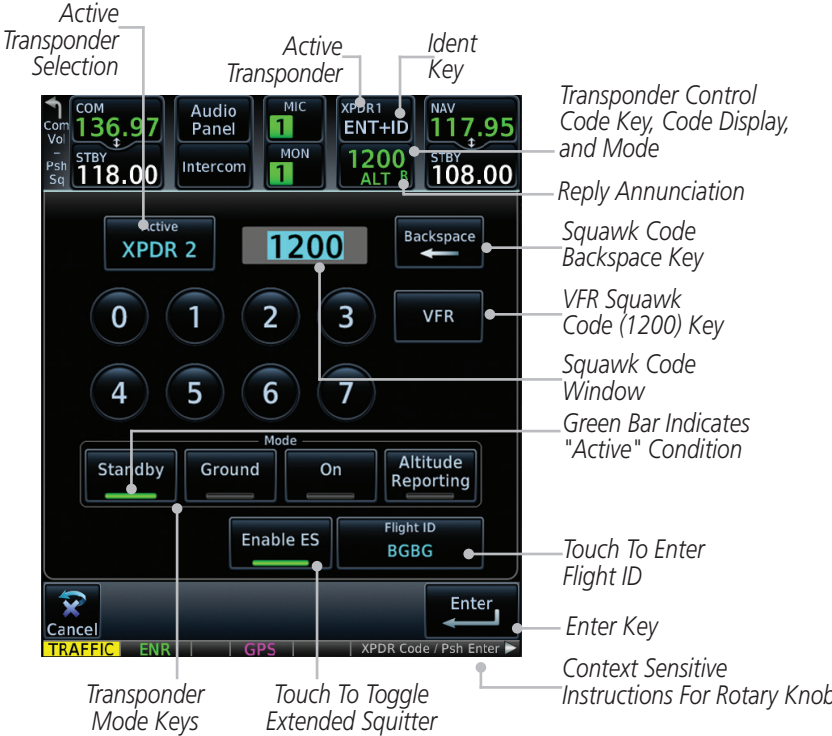 Active
Transponder
Selection
Active
Transponder
Ident
Key
Transponder Control
Code Key, Code Display,
and Mode
Reply Annunciation
Squawk Code
Backspace Key
VFR Squawk
Code (1200) Key
Squawk Code
Window
Green Bar Indicates
"Active" Condition
Touch To Enter
Flight ID
Enter Key
Context Sensitive
Instructions For Rotary Knob
Transponder
Mode Keys
Touch To Toggle
Extended Squitter
Com
Vol
–
Psh
Sq
COM
136.97
STBY
118.00
Audio
Panel
Intercom
MIC
1
MON
1
XPDR1
ENT+ID
1200
ALT R
NAV
117.95
STBY
108.00
Active
XPDR 2
1200
Backspace
0 1 2 3 VFR
4 5 6 7
Mode
Standby
Ground
On
Altitude
Reporting
Enable ES
Flight ID
BGBG
Cancel
Enter
TRAFFIC ENR GPS XPDR Code / Psh Enter